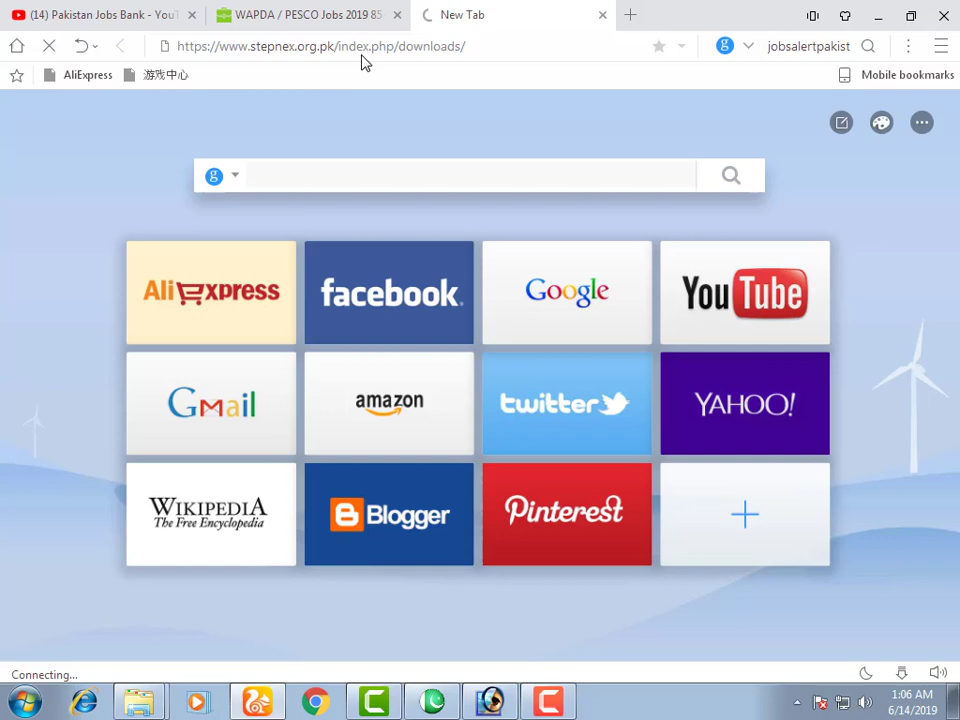 (14) Pakistan Jobs Bank - YouT
WAPDA / PESCO Jobs 2019 85
New Tab
https://www.stepnex.org.pk/index.php/downloads/
jobsalertpakist
AliExpress
游戏中心
Mobile bookmarks
AliExpress
facebook
Google
YouTube
Gmail
amazon
twitter
YAHOO!
WIKIPEDIA
The Free Encyclopedia
Blogger
Pinterest
Connecting...
1:06 AM
6/14/2019